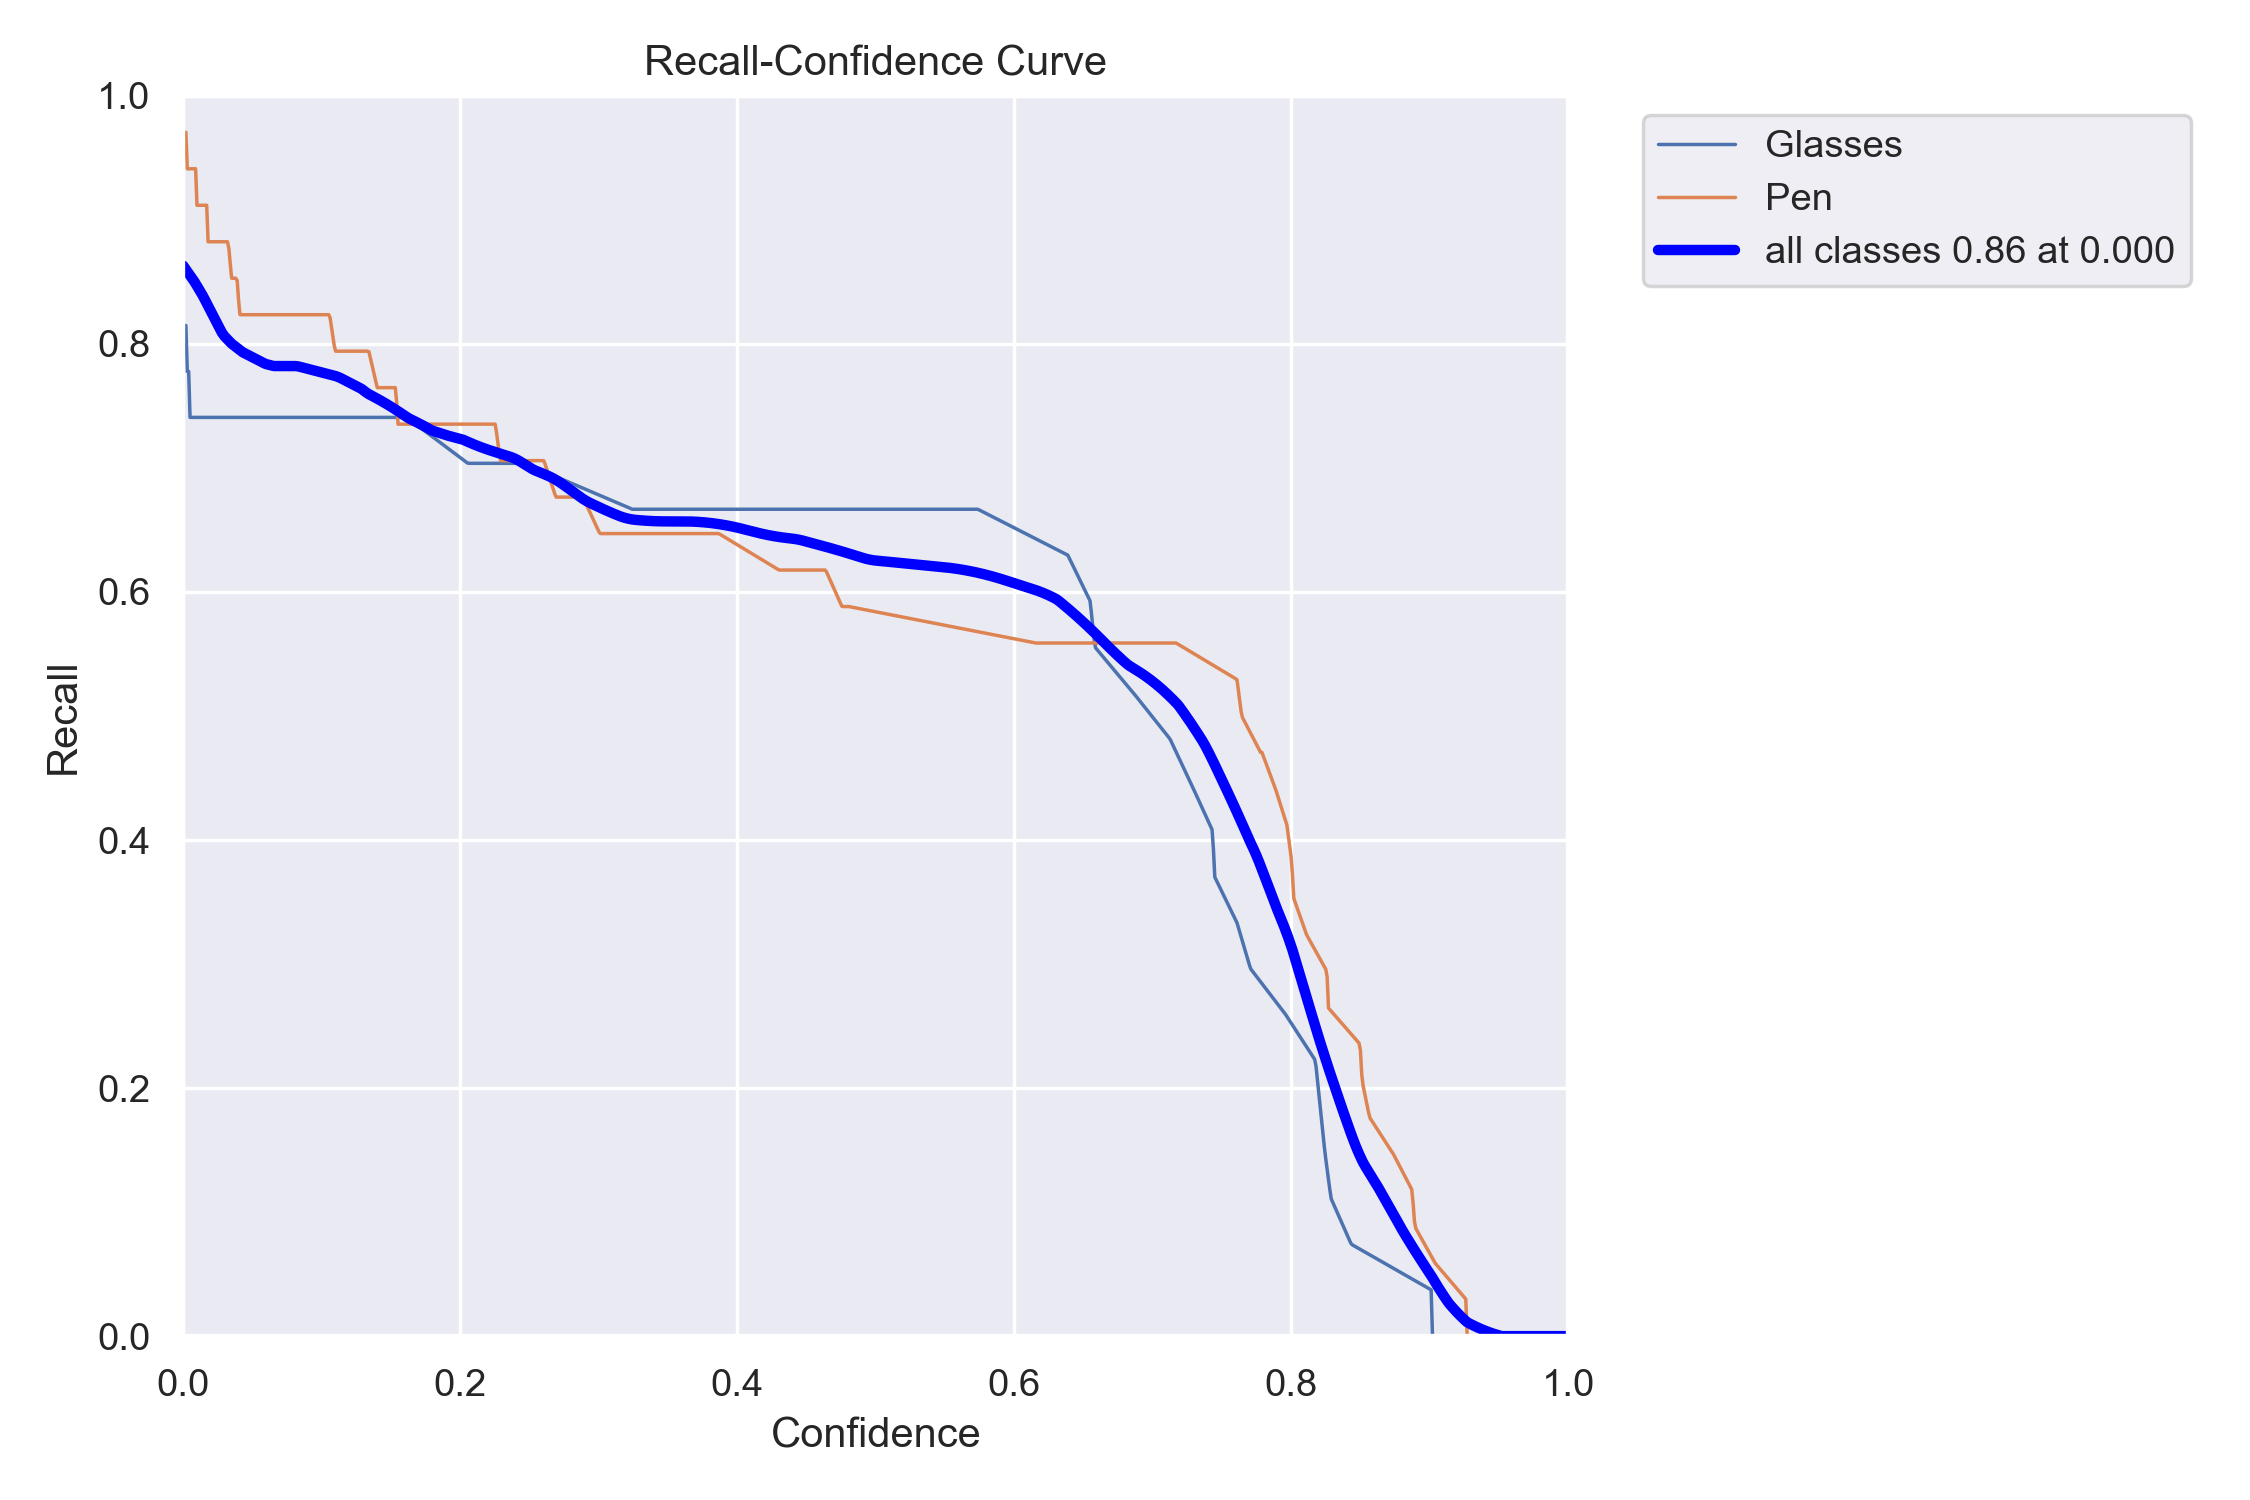 Recall-Confidence Curve
1.0
0.8
0.6
0.4
0.2
0.0
Recall
0.0 0.2 0.4 0.6 0.8 1.0
Confidence
Glasses
Pen
all classes 0.86 at 0.000